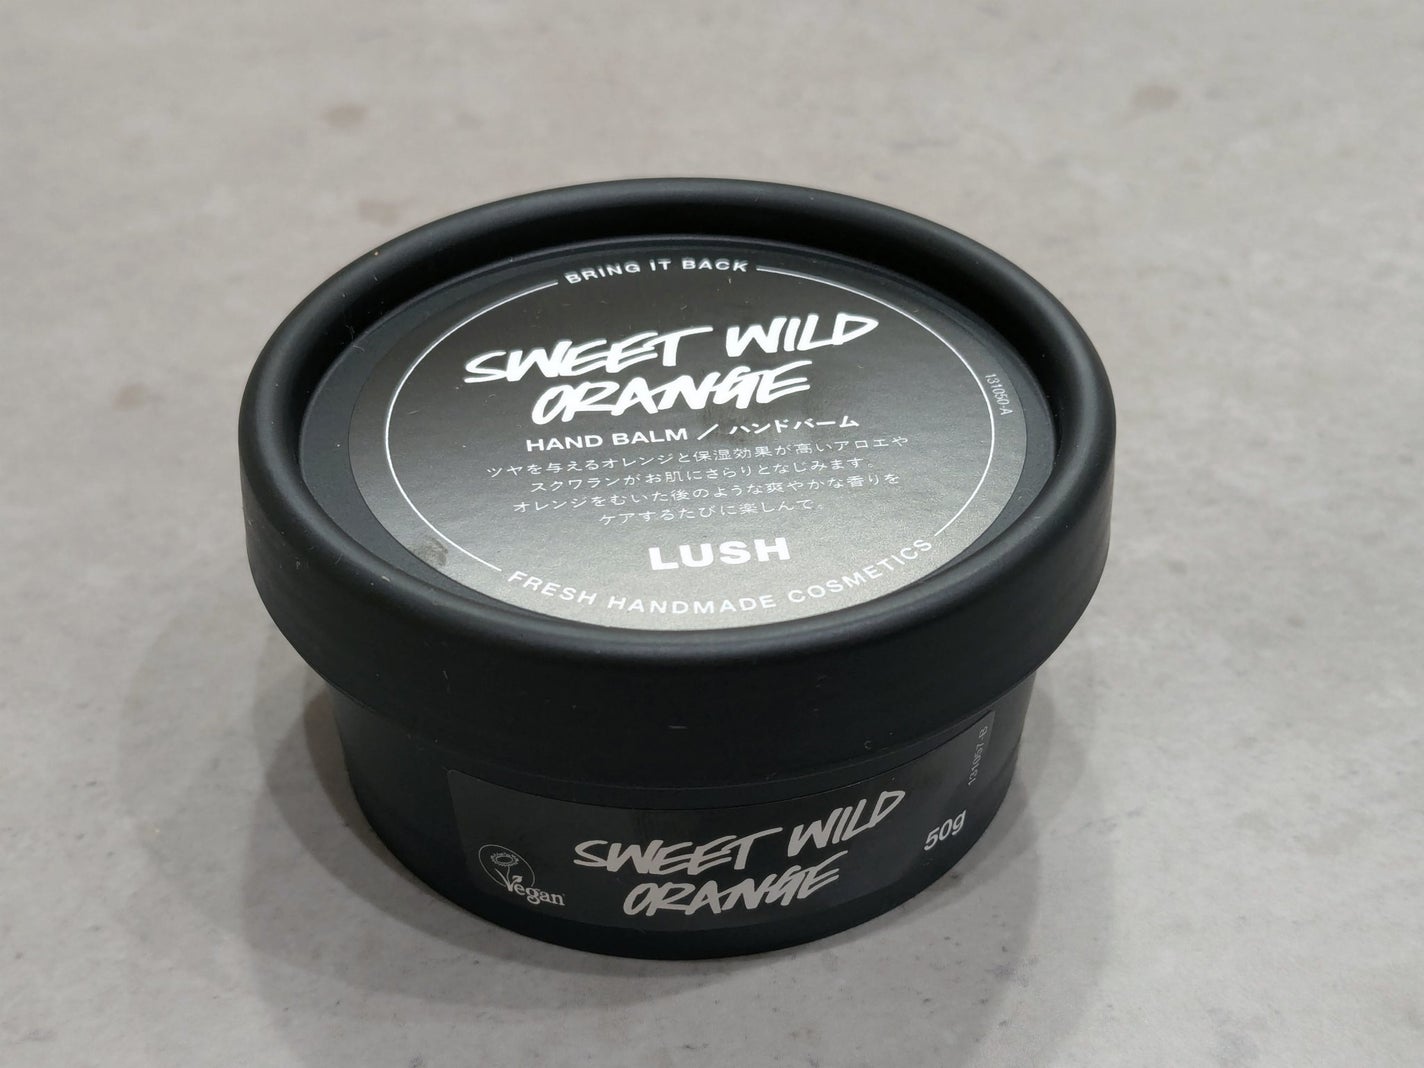 BRING IT BACK
SWEET WILD
ORANGE
HAND BALM / ハンドバーム
ツヤを与えるオレンジと保湿効果が高いアロエや
スクワランがお肌にさらりとなじみます。
オレンジをむいた後のような爽やかな香りを
ケアするたびに楽しんで。
LUSH
FRESH HANDMADE COSMETICS
131050-A
SWEET WILD
ORANGE
50g
131057-B
Vegan